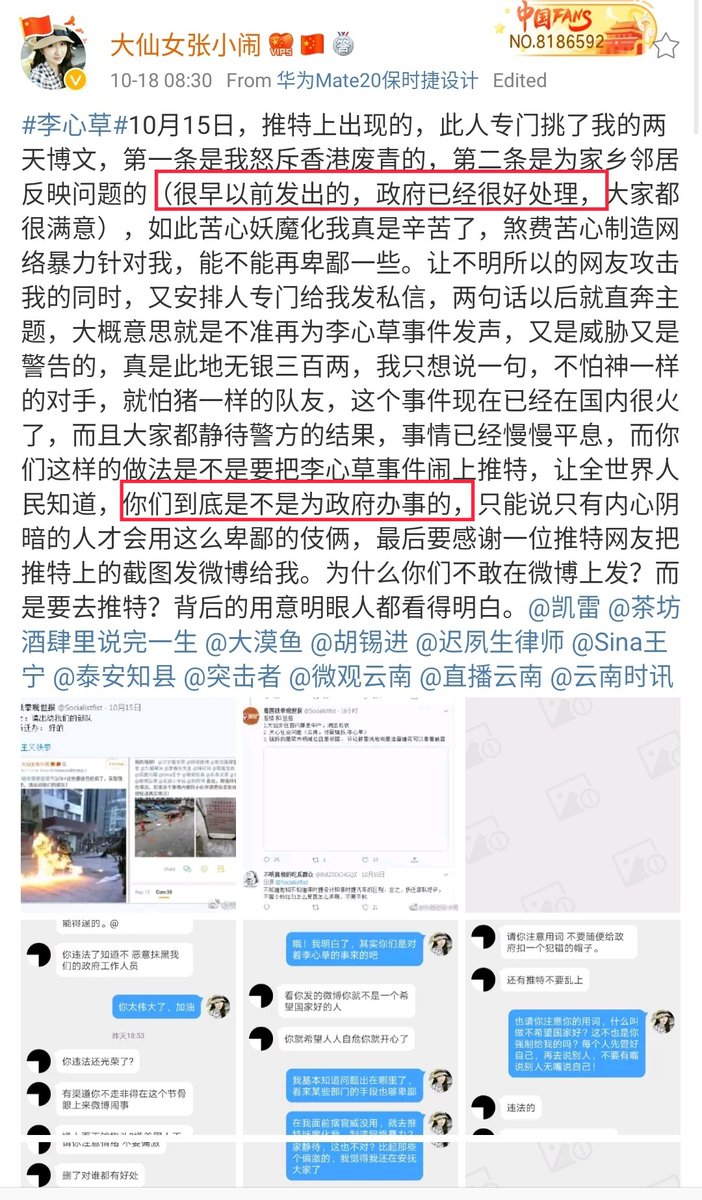 大仙女张小闹
中国FANS
NO.8186592
10-18 08:30 From 华为Mate20保时捷设计 Edited
#李心草#10月15日，推特上出现的，此人专门挑了我的两
天博文，第一条是我怒斥香港废青的，第二条是为家乡邻居
反映问题的（很早以前发出的，政府已经很好处理，大家都
很满意），如此苦心妖魔化我真是辛苦了，煞费苦心制造网
络暴力针对我，能不能再卑鄙一些。让不明所以的网友攻击
我的同时，又安排人专门给我发私信，两句话以后就直奔主
题，大概意思就是不准再为李心草事件发声，又是威胁又是
警告的，真是此地无银三百两，我只想说一句，不怕神一样
的对手，就怕猪一样的队友，这个事件现在已经在国内很火
了，而且大家都静待警方的结果，事情已经慢慢平息，而你
们这样的做法是不是要把李心草事件闹上推特，让全世界人
民知道，你们到底是不是为政府办事的，只能说只有内心阴
暗的人才会用这么卑鄙的伎俩，最后要感谢一位推特网友把
推特上的截图发微博给我。为什么你们不敢在微博上发？而
是要去推特？背后的用意明眼人都看得明白。@凯雷 @茶坊
酒肆里说完一生 @大漠鱼 @胡锡进 @迟夙生律师 @Sina王
宁 @泰安知县 @突击者 @微观云南 @直播云南 @云南时讯
@Socialistfist · 10月15日
请出动我们的部队
好的
@Socialistfist · 16小时
能得逞的。@
你违法了知道不 恶意抹黑我
们的政府工作人员
你太伟大了，加油
昨天18:53
你违法还光荣了？
有渠道你不走非得在这个节骨
眼上来微博闹事
请你注意情绪 不要偏激
删了对谁都有好处
哦！我明白了，其实你们是对
着李心草的事来的吧
看你发的微博你就不是一个希
望国家好的人
你就希望人人自危你就开心了
我基本知道问题出在哪里了，
看来某些部门的手段也够卑鄙
在我面前摆官威没用，就去推
家静待，这也不对？比起那些
个偏激的，我觉得我还在安抚
大家了
请你注意用词 不要随便给政
府扣一个犯错的帽子。
还有推特不要乱上
也请你注意你的用词，什么叫
做不希望国家好？这不也是你
强制给我的吗？每个人先管好
自己，再去说别人，不要有嘴
说别人无嘴说自己！
违法的